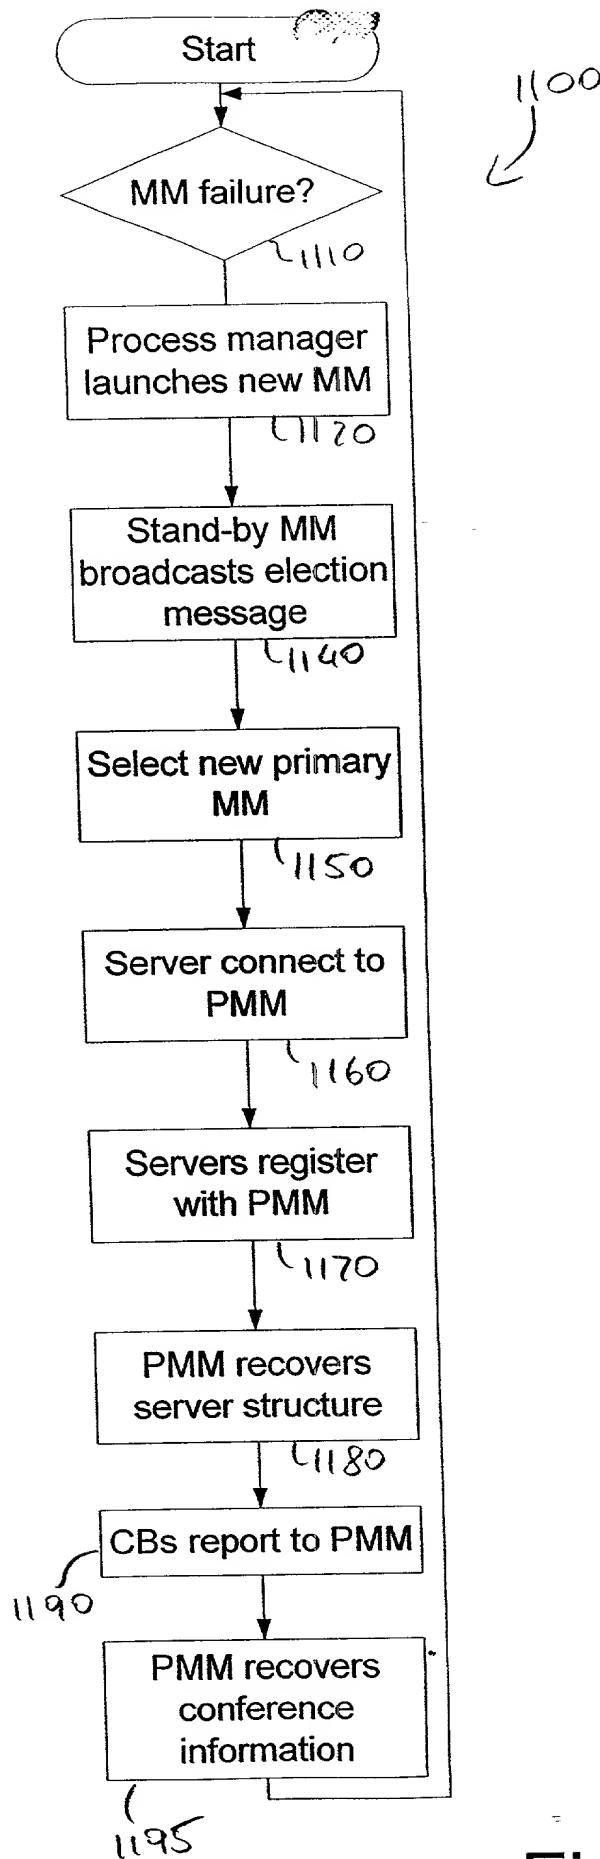 Start
1100
MM failure?
1110
Process manager
launches new MM
1120
Stand-by MM
broadcasts election
message
1140
Select new primary
MM
1150
Server connect to
PMM
1160
Servers register
with PMM
1170
PMM recovers
server structure
1180
CBs report to PMM
1190
PMM recovers
conference
information
1195